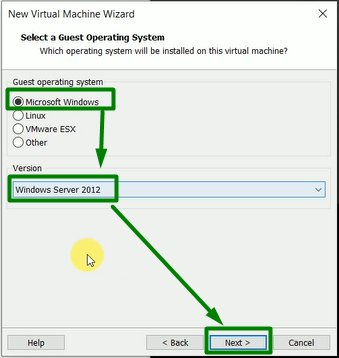 New Virtual Machine Wizard
Select a Guest Operating System
Which operating system will be installed on this virtual machine?
Guest operating system
Microsoft Windows
Linux
VMware ESX
Other
Version
Windows Server 2012
Help
< Back
Next >
Cancel